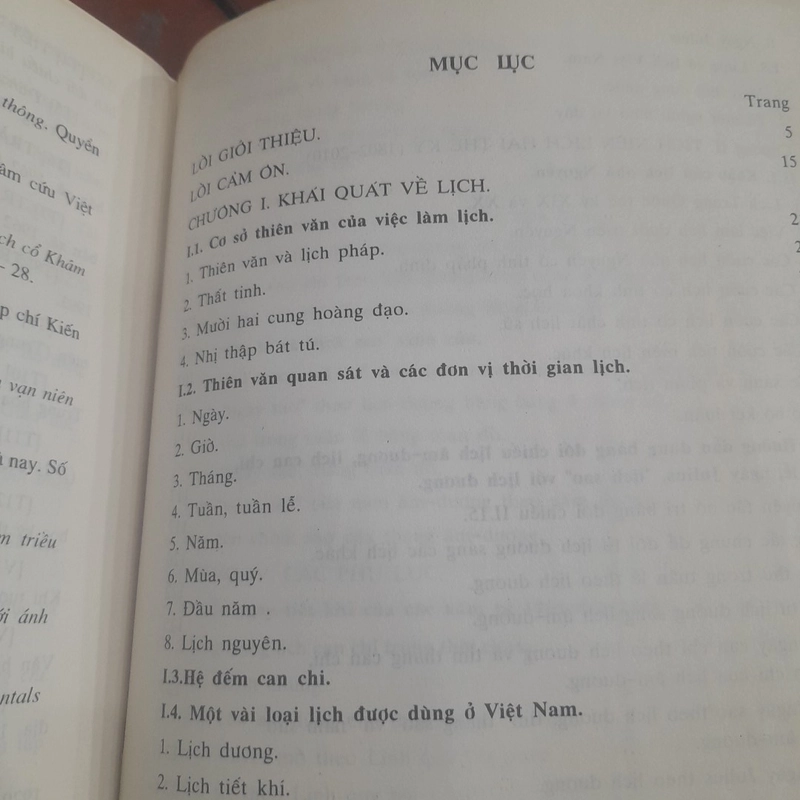 thông. Quyển
cứu Việt
cổ Khâm
- 28.
chí Kiến
vạn niên
nay. Số
triều
ánh
MỤC LỤC
Trang
LỜI GIỚI THIỆU. 5
LỜI CẢM ƠN. 15
CHƯƠNG I. KHÁI QUÁT VỀ LỊCH.
I.1. Cơ sở thiên văn của việc làm lịch.
1. Thiên văn và lịch pháp.
2. Thất tinh.
3. Mười hai cung hoàng đạo.
4. Nhị thập bát tú.
I.2. Thiên văn quan sát và các đơn vị thời gian lịch.
1. Ngày.
2. Giờ.
3. Tháng.
4. Tuần, tuần lễ.
5. Năm.
6. Mùa, quý.
7. Đầu năm .
8. Lịch nguyên.
I.3.Hệ đếm can chi.
I.4. Một vài loại lịch được dùng ở Việt Nam.
1. Lịch dương.
2. Lịch tiết khí.